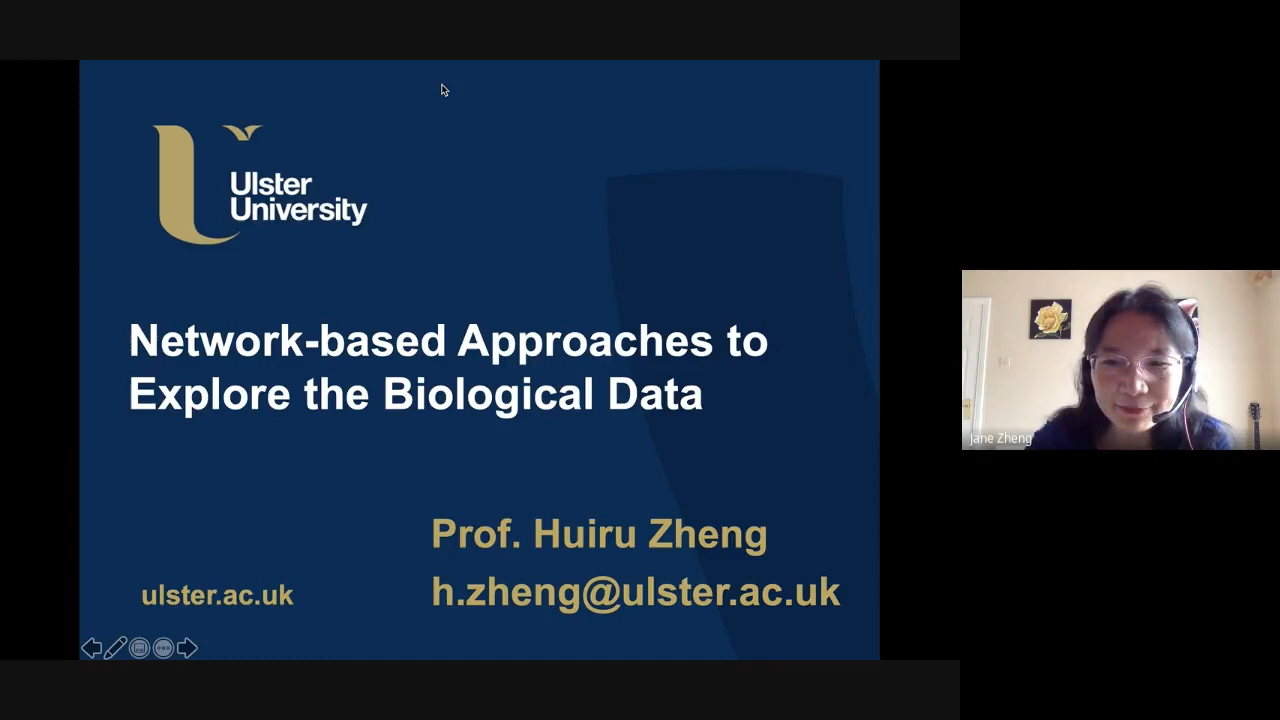 Ulster
University
Network-based Approaches to
Explore the Biological Data
Prof. Huiru Zheng
h.zheng@ulster.ac.uk
ulster.ac.uk
Jane Zheng